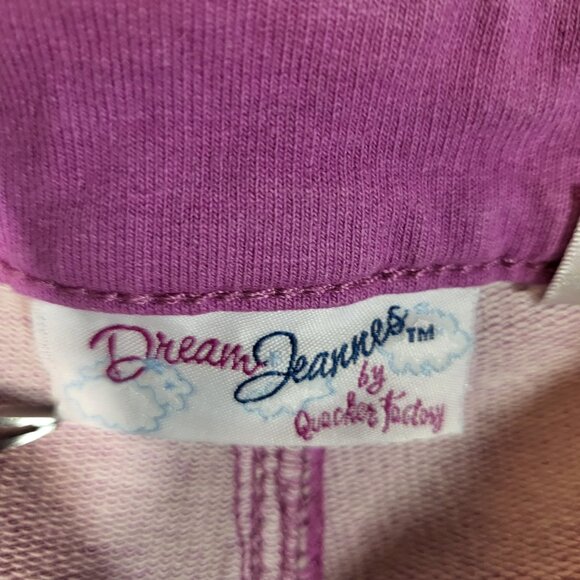 Dream Jeannes™
by
Quacker Factory